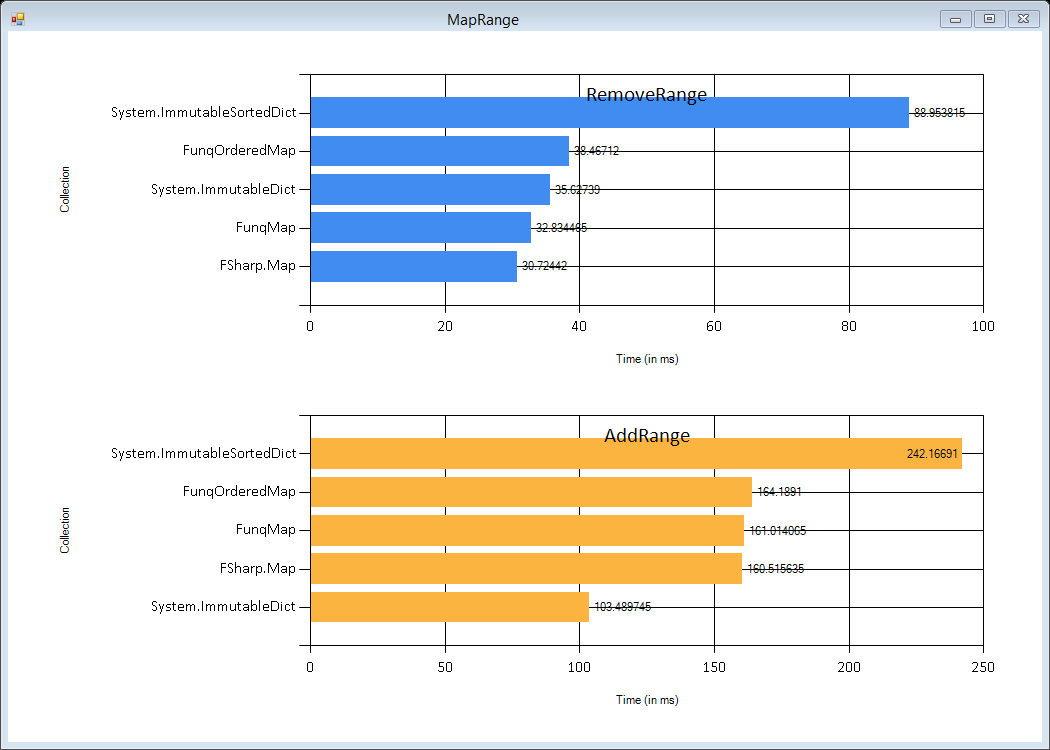 MapRange
RemoveRange
System.ImmutableSortedDict 88.953815
FunqOrderedMap 38.46712
System.ImmutableDict 35.62739
FunqMap 32.834465
FSharp.Map 30.72442
Collection
0 20 40 60 80 100
Time (in ms)
AddRange
System.ImmutableSortedDict 242.16691
FunqOrderedMap 164.1891
FunqMap 161.014065
FSharp.Map 160.515635
System.ImmutableDict 103.489745
Collection
0 50 100 150 200 250
Time (in ms)